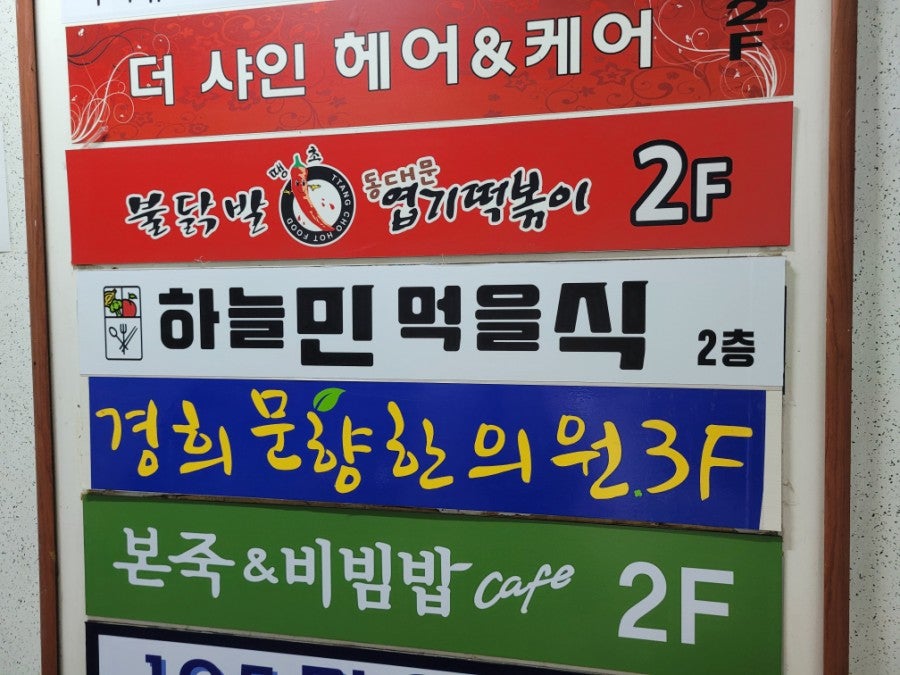 더 샤인 헤어&케어 2F
불닭발 땡초 TTANG CHO HOT FOOD 동대문 엽기떡볶이 2F
하늘민 먹을식 2층
경희문향한의원.3F
본죽&비빔밥 cafe 2F